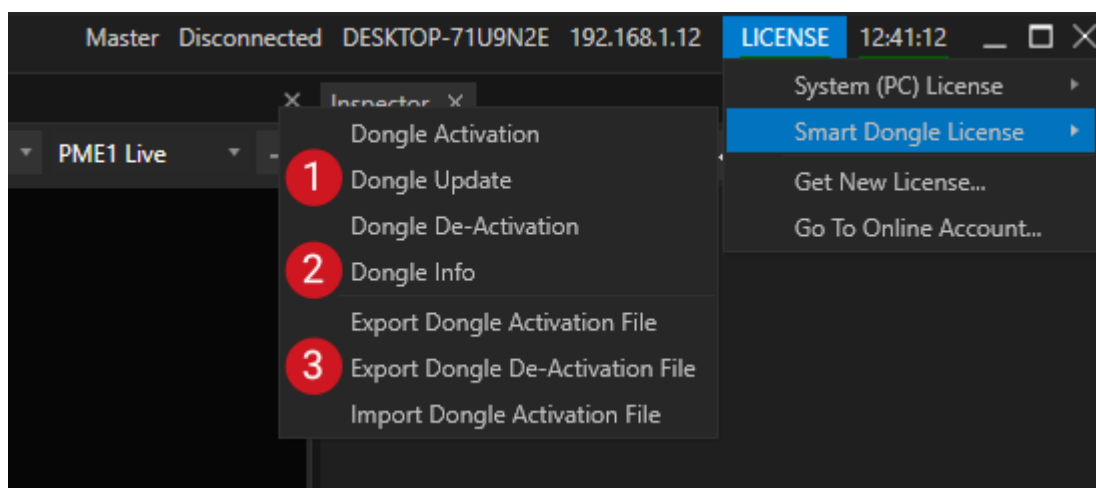 Master Disconnected DESKTOP-71U9N2E 192.168.1.12 LICENSE 12:41:12
Inspector
PME1 Live
System (PC) License
Smart Dongle License
Get New License...
Go To Online Account...
Dongle Activation
1 Dongle Update
Dongle De-Activation
2 Dongle Info
Export Dongle Activation File
3 Export Dongle De-Activation File
Import Dongle Activation File